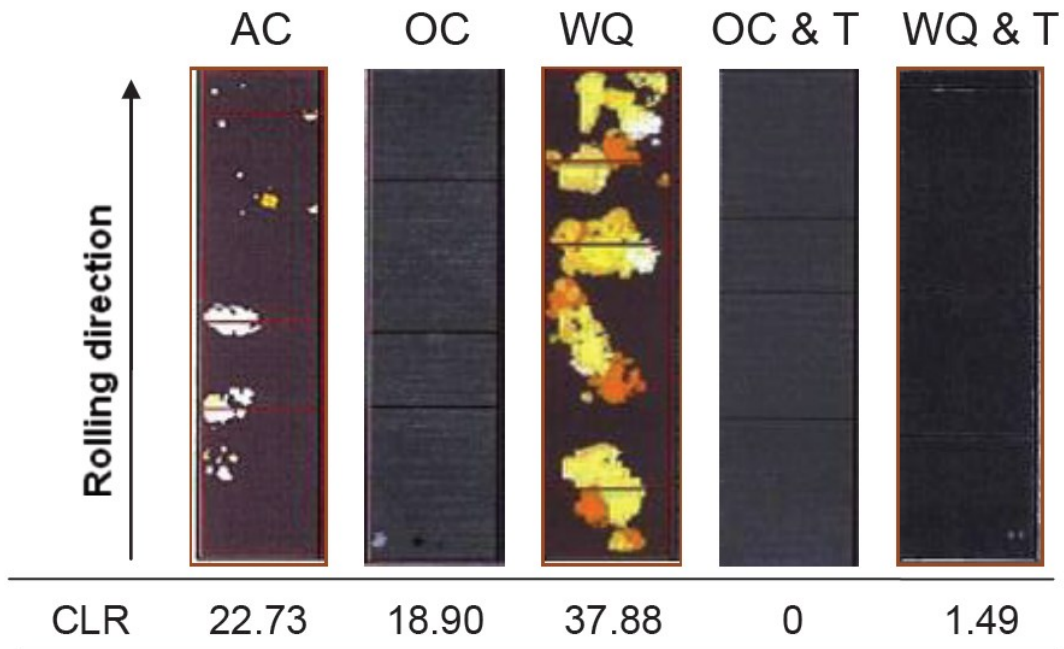 AC OC WQ OC & T WQ & T
Rolling direction
CLR 22.73 18.90 37.88 0 1.49